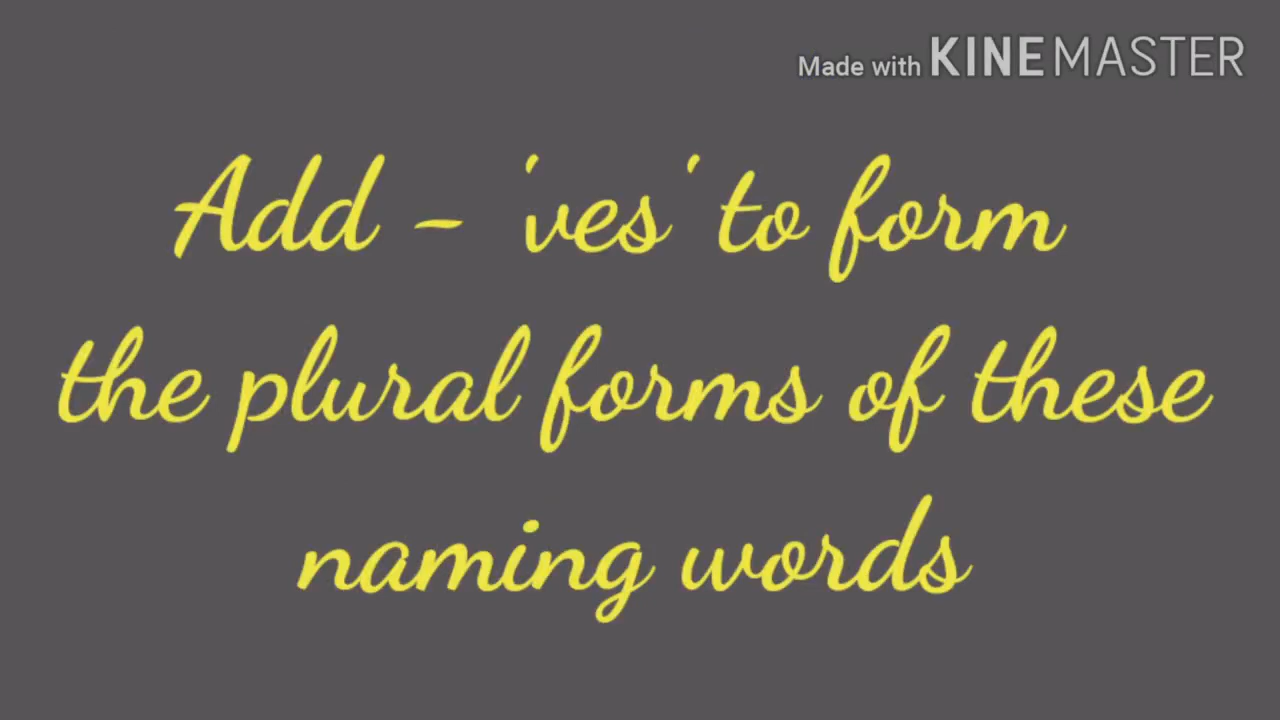 Made with KINEMASTER
Add - 'ves' to form
the plural forms of these
naming words